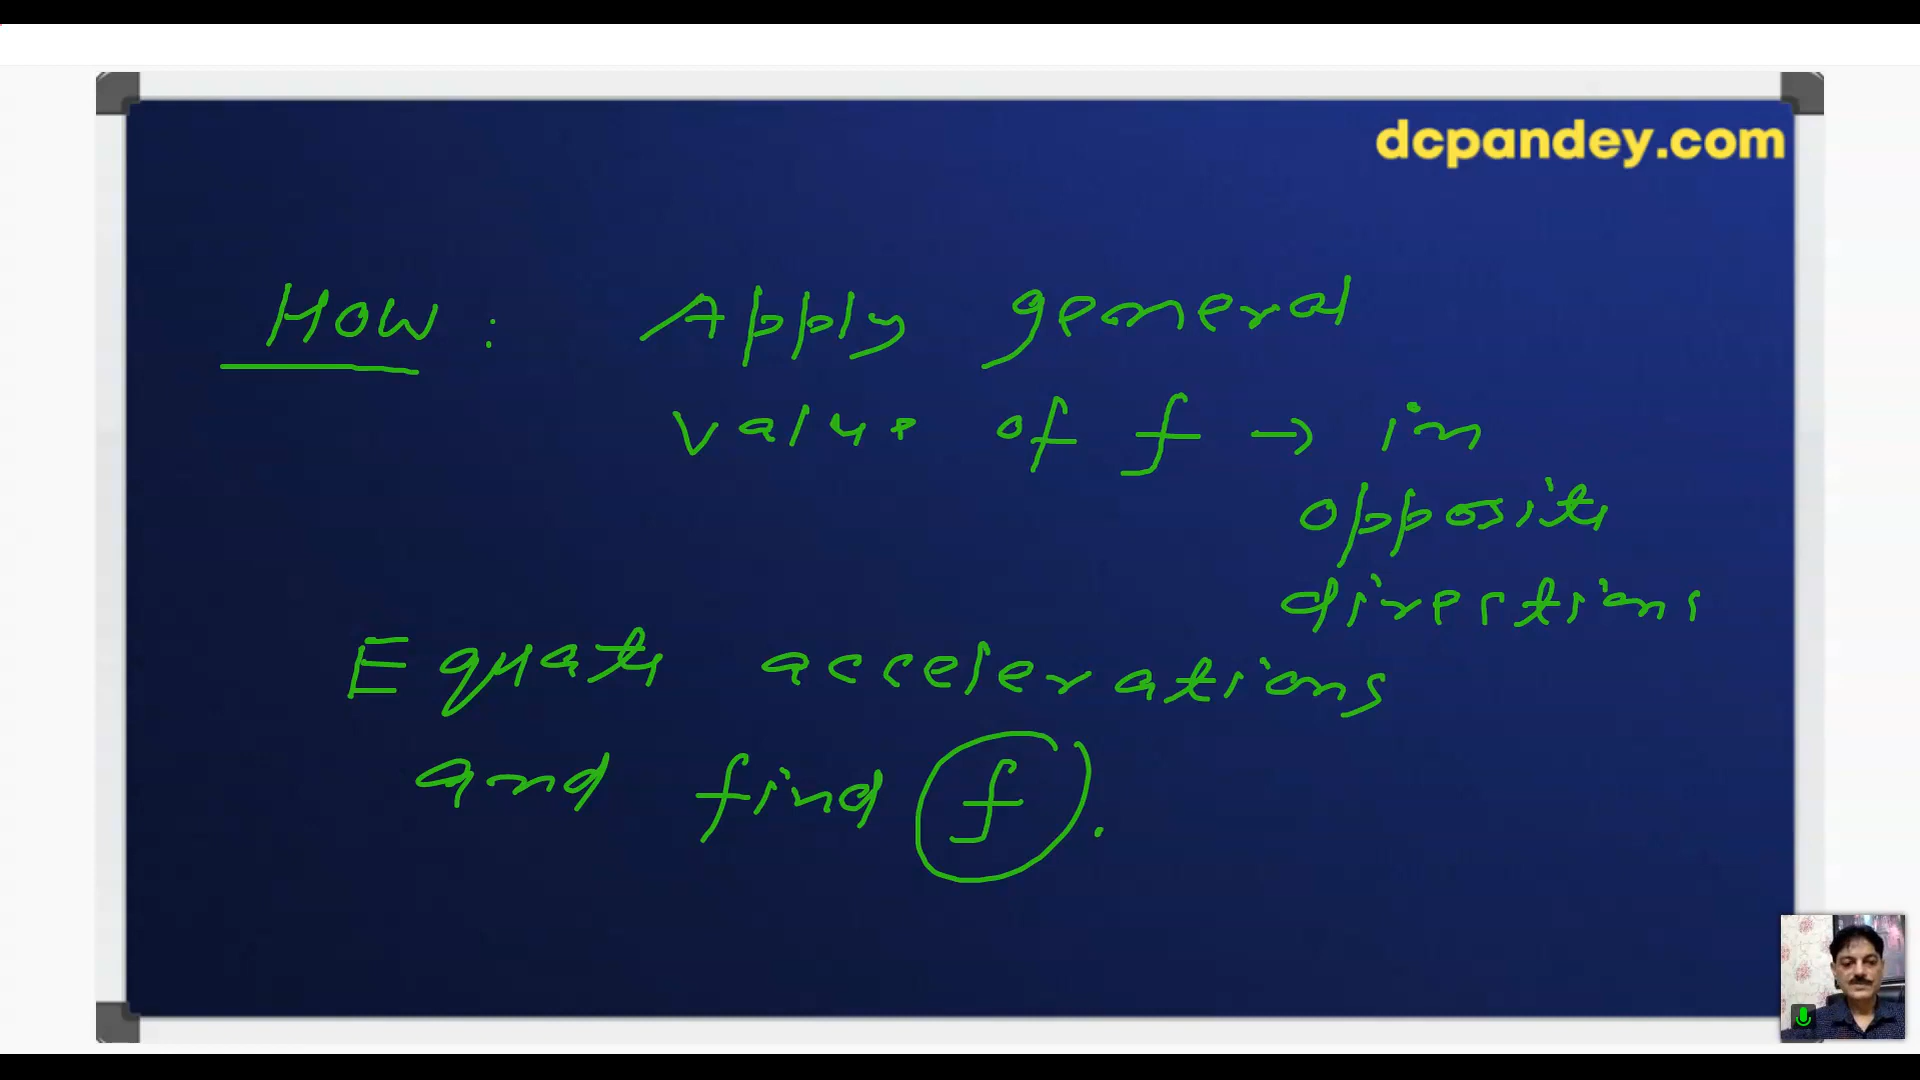 dcpandey.com
HOW : Apply general
value of f → in
opposite
directions
Equate accelerations
and find f.